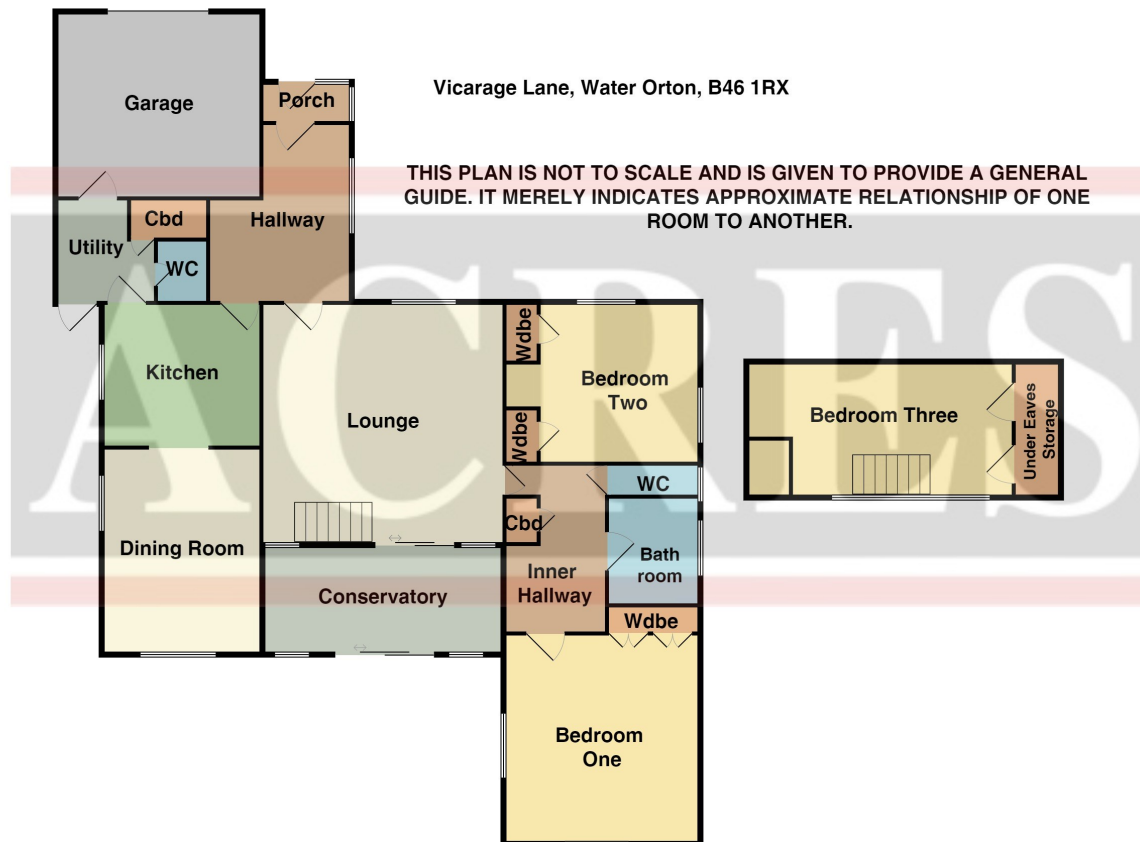 Vicarage Lane, Water Orton, B46 1RX
THIS PLAN IS NOT TO SCALE AND IS GIVEN TO PROVIDE A GENERAL
GUIDE. IT MERELY INDICATES APPROXIMATE RELATIONSHIP OF ONE
ROOM TO ANOTHER.
Garage
Porch
Cbd
Hallway
Utility
WC
Kitchen
Lounge
Wdbe
Bedroom
Two
Wdbe
Bedroom Three
Under Eaves
Storage
WC
Cbd
Dining Room
Bath
room
Inner
Hallway
Conservatory
Wdbe
Bedroom
One
ACRES